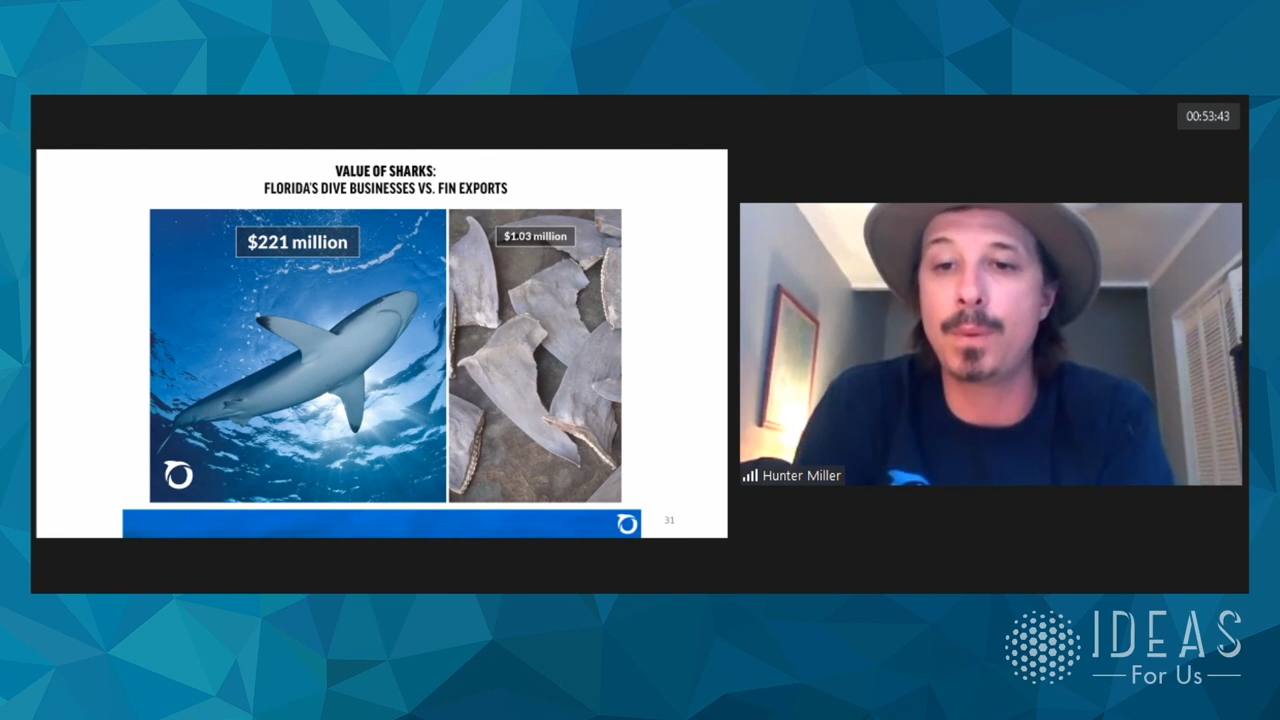 00:53:43
VALUE OF SHARKS:
FLORIDA'S DIVE BUSINESSES VS. FIN EXPORTS
$221 million
$1.03 million
31
Hunter Miller
IDEAS
For Us